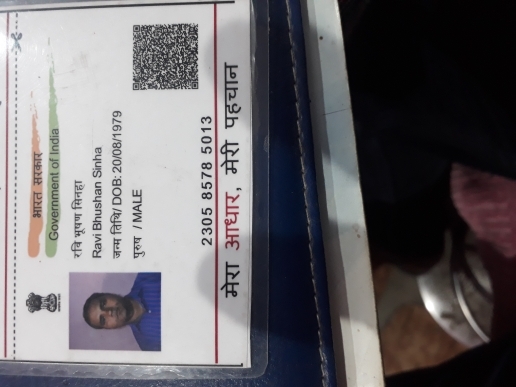 भारत सरकार
Government of India
रवि भूषण सिनहा
Ravi Bhushan Sinha
जन्म तिथि/ DOB: 20/08/1979
पुरुष / MALE
2305 8578 5013
मेरा आधार, मेरी पहचान